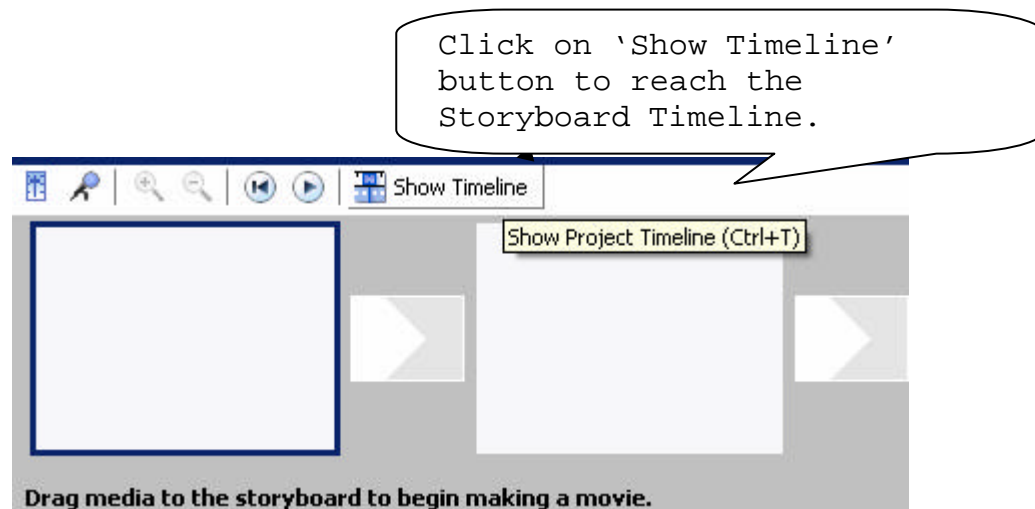 Click on ‘Show Timeline’
button to reach the
Storyboard Timeline.
Show Timeline
Show Project Timeline (Ctrl+T)
Drag media to the storyboard to begin making a movie.